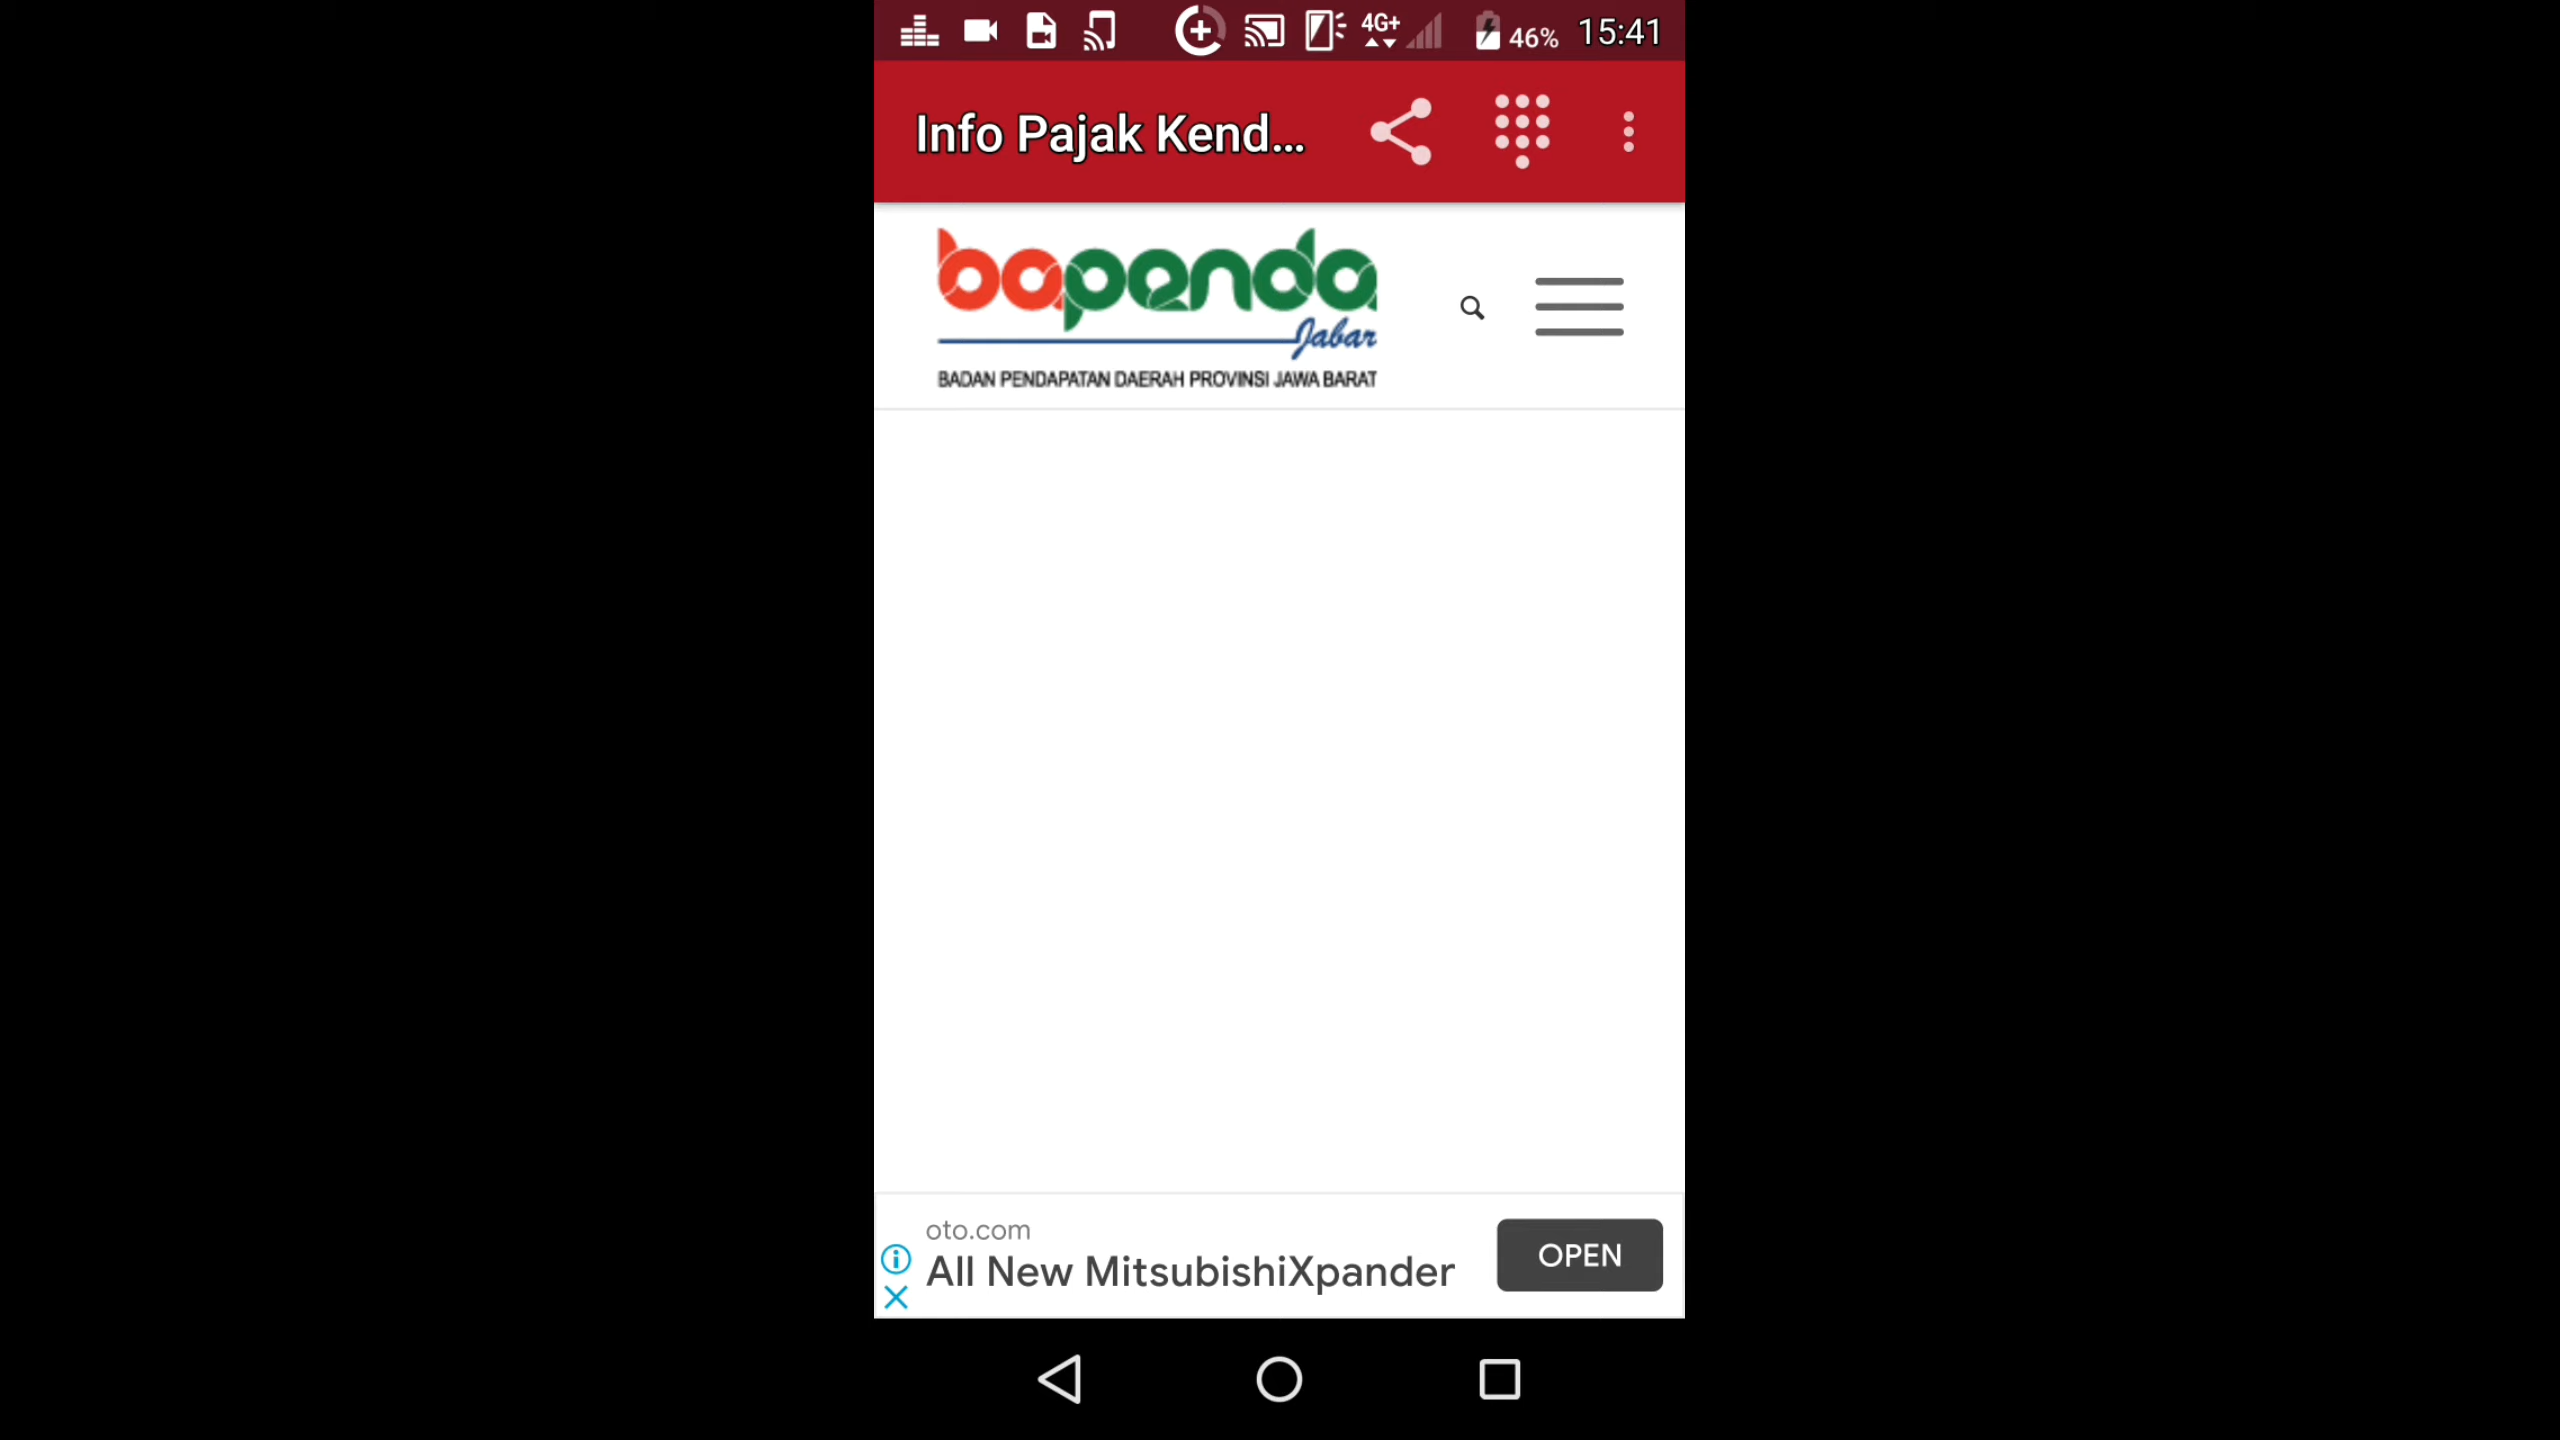 4G+
46% 15:41
Info Pajak Kend...
bapenda
Jabar
BADAN PENDAPATAN DAERAH PROVINSI JAWA BARAT
oto.com
All New MitsubishiXpander
OPEN